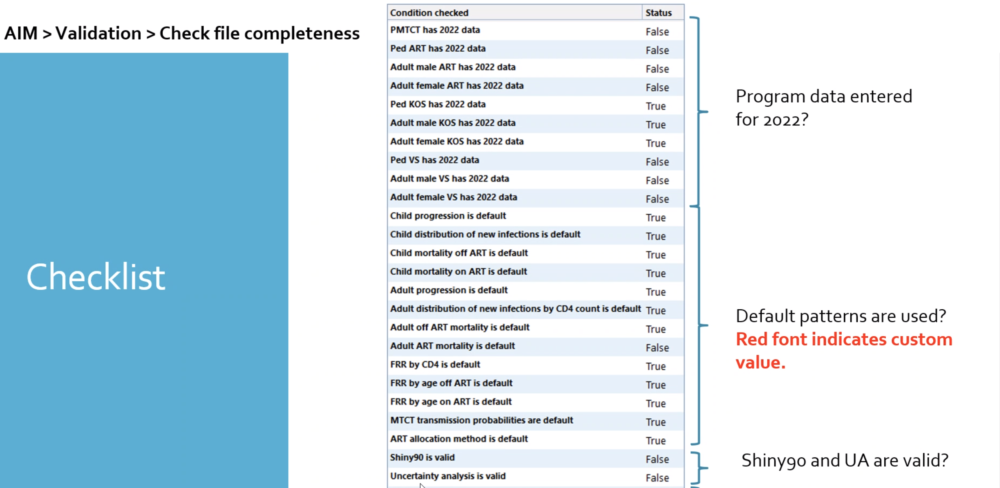 AIM > Validation > Check file completeness
Checklist
Condition checked Status
PMTCT has 2022 data False
Ped ART has 2022 data False
Adult male ART has 2022 data False
Adult female ART has 2022 data False
Ped KOS has 2022 data True
Adult male KOS has 2022 data True
Adult female KOS has 2022 data True
Ped VS has 2022 data False
Adult male VS has 2022 data False
Adult female VS has 2022 data False
Child progression is default True
Child distribution of new infections is default True
Child mortality off ART is default True
Child mortality on ART is default True
Adult progression is default True
Adult distribution of new infections by CD4 count is default True
Adult off ART mortality is default True
Adult ART mortality is default False
FRR by CD4 is default True
FRR by age off ART is default True
FRR by age on ART is default True
MTCT transmission probabilities are default True
ART allocation method is default True
Shiny90 is valid False
Uncertainty analysis is valid False
Program data entered
for 2022?
Default patterns are used?
Red font indicates custom
value.
Shiny90 and UA are valid?